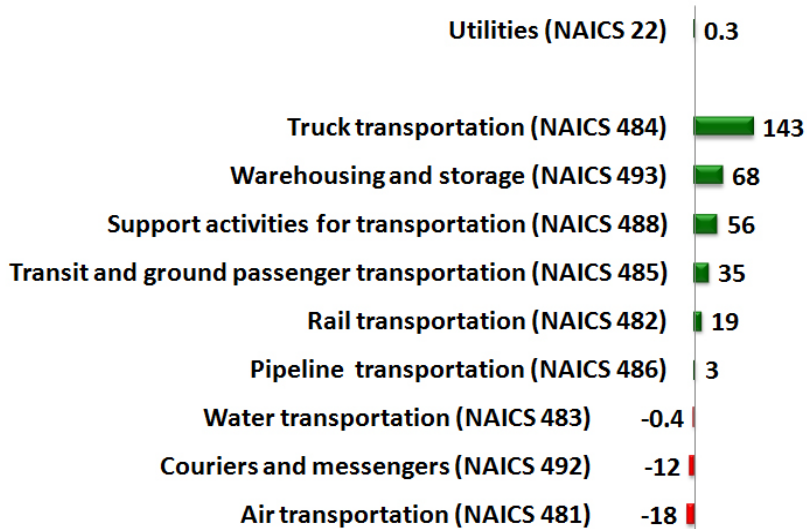 Utilities (NAICS 22) 0.3
Truck transportation (NAICS 484) 143
Warehousing and storage (NAICS 493) 68
Support activities for transportation (NAICS 488) 56
Transit and ground passenger transportation (NAICS 485) 35
Rail transportation (NAICS 482) 19
Pipeline transportation (NAICS 486) 3
Water transportation (NAICS 483) -0.4
Couriers and messengers (NAICS 492) -12
Air transportation (NAICS 481) -18